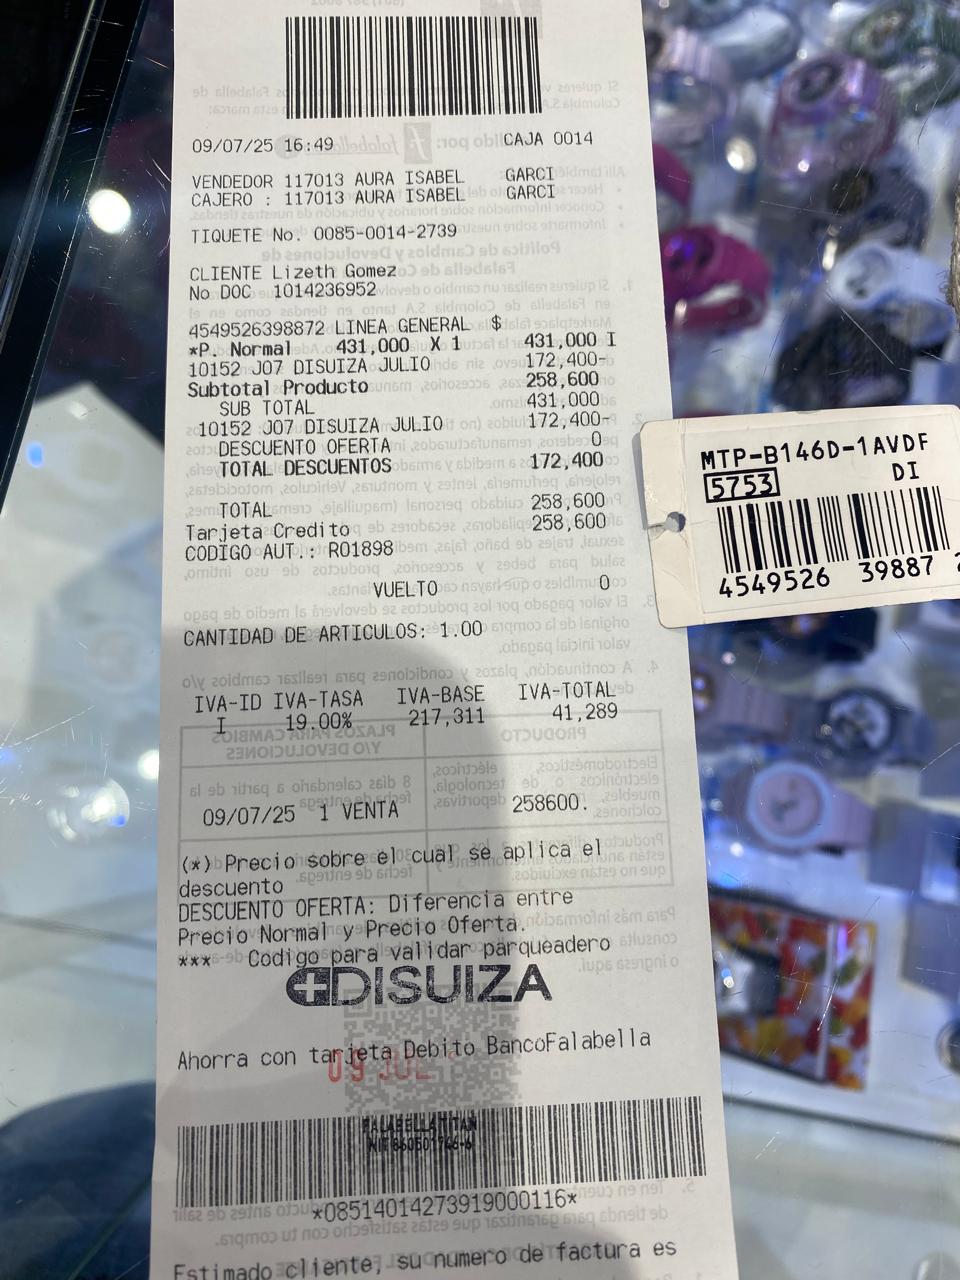 09/07/25 16:49 CAJA 0014
VENDEDOR 117013 AURA ISABEL GARCI
CAJERO : 117013 AURA ISABEL GARCI
TIQUETE No. 0085-0014-2739
CLIENTE Lizeth Gomez
No DOC 1014236952
4549526398872 LINEA GENERAL $
*P. Normal 431,000 X 1 431,000 I
10152 J07 DISUIZA JULIO 172,400-
Subtotal Producto 258,600
SUB TOTAL 431,000
10152 J07 DISUIZA JULIO 172,400-
DESCUENTO OFERTA 0
TOTAL DESCUENTOS 172,400
TOTAL 258,600
Tarjeta Credito 258,600
CODIGO AUT.: R01898
VUELTO 0
CANTIDAD DE ARTICULOS: 1.00
IVA-ID IVA-TASA IVA-BASE IVA-TOTAL
I 19.00% 217,311 41,289
09/07/25 1 VENTA 258600.
(*) Precio sobre el cual se aplica el
descuento
DESCUENTO OFERTA: Diferencia entre
Precio Normal y Precio Oferta.
*** Codigo para validar parqueadero
DISUIZA
Ahorra con tarjeta Debito BancoFalabella
09 JUL
FALABELLA TITAN
*08514014273919000116*
Estimado cliente, su numero de factura es
MTP-B146D-1AVDF
5753 DI
4549526 39887